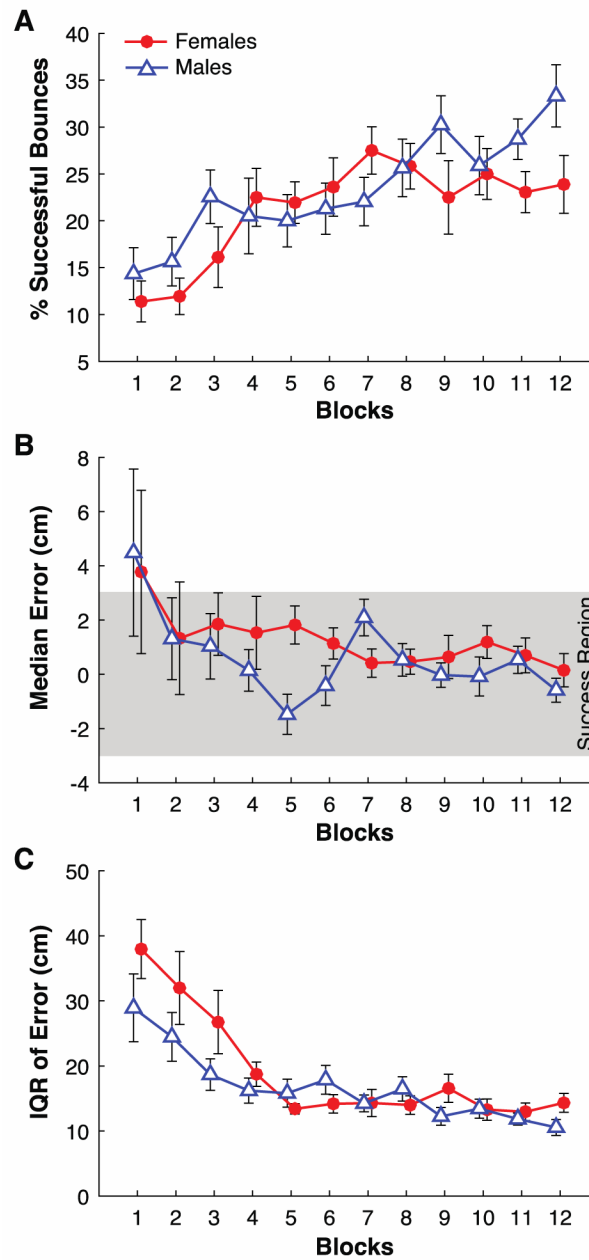 A
Females
Males
% Successful Bounces
40
35
30
25
20
15
10
5
1 2 3 4 5 6 7 8 9 10 11 12
Blocks
B
Median Error (cm)
8
6
4
2
0
-2
-4
Success Region
1 2 3 4 5 6 7 8 9 10 11 12
Blocks
C
IQR of Error (cm)
50
40
30
20
10
0
1 2 3 4 5 6 7 8 9 10 11 12
Blocks